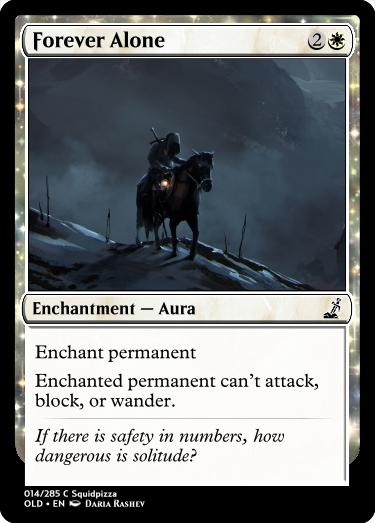 Forever Alone 2
Enchantment — Aura
Enchant permanent
Enchanted permanent can't attack,
block, or wander.
If there is safety in numbers, how
dangerous is solitude?
014/285 C Squidpizza
OLD • EN Daria Rashev